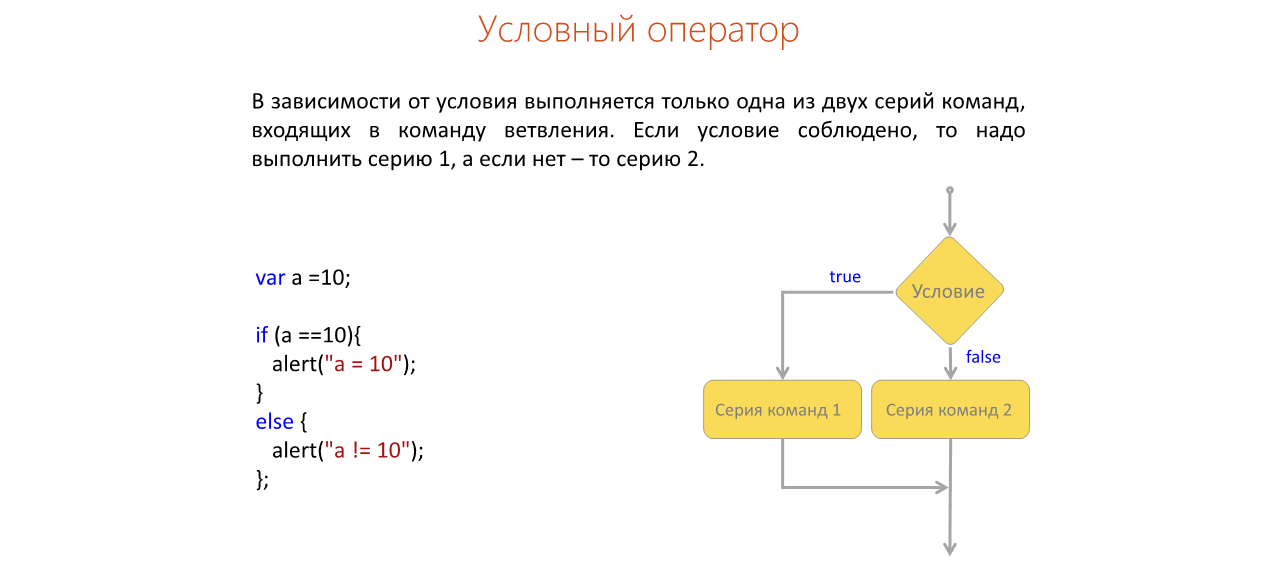 Условный оператор
В зависимости от условия выполняется только одна из двух серий команд,
входящих в команду ветвления. Если условие соблюдено, то надо
выполнить серию 1, а если нет – то серию 2.
var a =10;
if (a ==10){
alert("a = 10");
}
else {
alert("a != 10");
};
true
Условие
false
Серия команд 1
Серия команд 2